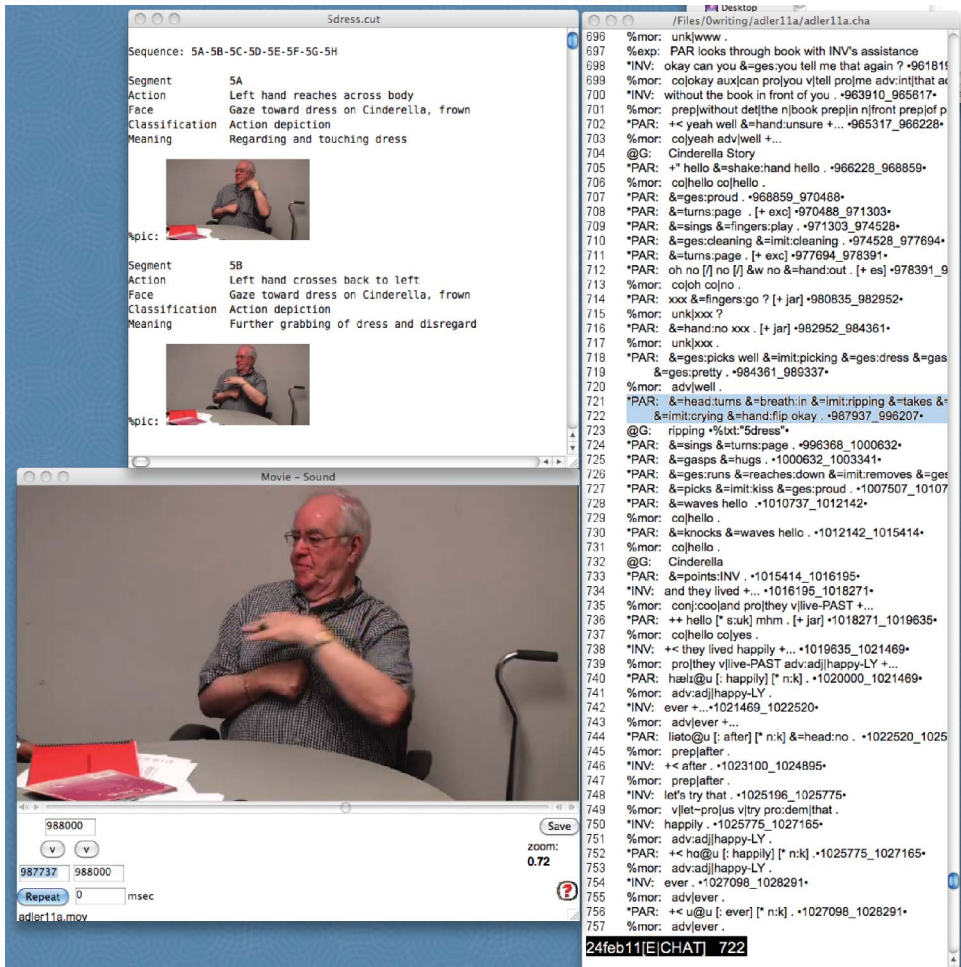 Desktop
5dress.cut
Sequence: 5A-5B-5C-5D-5E-5F-5G-5H
Segment 5A
Action Left hand reaches across body
Face Gaze toward dress on Cinderella, frown
Classification Action depiction
Meaning Regarding and touching dress
%pic:
Segment 5B
Action Left hand crosses back to left
Face Gaze toward dress on Cinderella, frown
Classification Action depiction
Meaning Further grabbing of dress and disregard
%pic:
Movie - Sound
988000
Save
v v
zoom:
0.72
987737 988000
Repeat 0 msec
?
adler11a.mov
/Files/0writing/adler11a/adler11a.cha
696 %mor: unk|www .
697 %exp: PAR looks through book with INV's assistance
698 *INV: okay can you &=ges:you tell me that again ? •961819
699 %mor: co|okay aux|can pro|you v|tell pro|me adv:int|that ad
700 *INV: without the book in front of you . •963910_965617•
701 %mor: prep|without det|the n|book prep|in n|front prep|of p
702 *PAR: +< yeah well &=hand:unsure +... •965317_966228•
703 %mor: co|yeah adv|well +...
704 @G: Cinderella Story
705 *PAR: +" hello &=shake:hand hello . •966228_968859•
706 %mor: co|hello co|hello .
707 *PAR: &=ges:proud . •968859_970488•
708 *PAR: &=turns:page . [+ exc] •970488_971303•
709 *PAR: &=sings &=fingers:play . •971303_974528•
710 *PAR: &=ges:cleaning &=imit:cleaning . •974528_977694•
711 *PAR: &=turns:page . [+ exc] •977694_978391•
712 *PAR: oh no [/] no [/] &w no &=hand:out . [+ es] •978391_9
713 %mor: co|oh co|no .
714 *PAR: xxx &=fingers:go ? [+ jar] •980835_982952•
715 %mor: unk|xxx ?
716 *PAR: &=hand:no xxx . [+ jar] •982952_984361•
717 %mor: unk|xxx .
718 *PAR: &=ges:picks well &=imit:picking &=ges:dress &=gas
719 &=ges:pretty . •984361_989337•
720 %mor: adv|well .
721 *PAR: &=head:turns &=breath:in &=imit:ripping &=takes &=
722 &=imit:crying &=hand:flip okay . •987937_996207•
723 @G: ripping •%txt:"5dress"•
724 *PAR: &=sings &=turns:page . •996368_1000632•
725 *PAR: &=gasps &=hugs . •1000632_1003341•
726 *PAR: &=ges:runs &=reaches:down &=imit:removes &=ges
727 *PAR: &=picks &=imit:kiss &=ges:proud . •1007507_10107
728 *PAR: &=waves hello .•1010737_1012142•
729 %mor: co|hello .
730 *PAR: &=knocks &=waves hello . •1012142_1015414•
731 %mor: co|hello .
732 @G: Cinderella
733 *PAR: &=points:INV . •1015414_1016195•
734 *INV: and they lived +... •1016195_1018271•
735 %mor: conj:coo|and pro|they v|live-PAST +...
736 *PAR: ++ hello [* s:uk] mhm . [+ jar] •1018271_1019635•
737 %mor: co|hello co|yes .
738 *INV: +< they lived happily +... •1019635_1021469•
739 %mor: pro|they v|live-PAST adv:adj|happy-LY +...
740 *PAR: hælɪ@u [: happily] [* n:k] . •1020000_1021469•
741 %mor: adv:adj|happy-LY .
742 *INV: ever +...•1021469_1022520•
743 %mor: adv|ever +...
744 *PAR: lieto@u [: after] [* n:k] &=head:no . •1022520_1025
745 %mor: prep|after .
746 *INV: +< after . •1023100_1024895•
747 %mor: prep|after .
748 *INV: let's try that . •1025196_1025775•
749 %mor: v|let~pro|us v|try pro:dem|that .
750 *INV: happily . •1025775_1027165•
751 %mor: adv:adj|happy-LY .
752 *PAR: +< hɑ@u [: happily] [* n:k] .•1025775_1027165•
753 %mor: adv:adj|happy-LY .
754 *INV: ever . •1027098_1028291•
755 %mor: adv|ever .
756 *PAR: +< u@u [: ever] [* n:k] . •1027098_1028291•
757 %mor: adv|ever .
24feb11[E|CHAT] 722